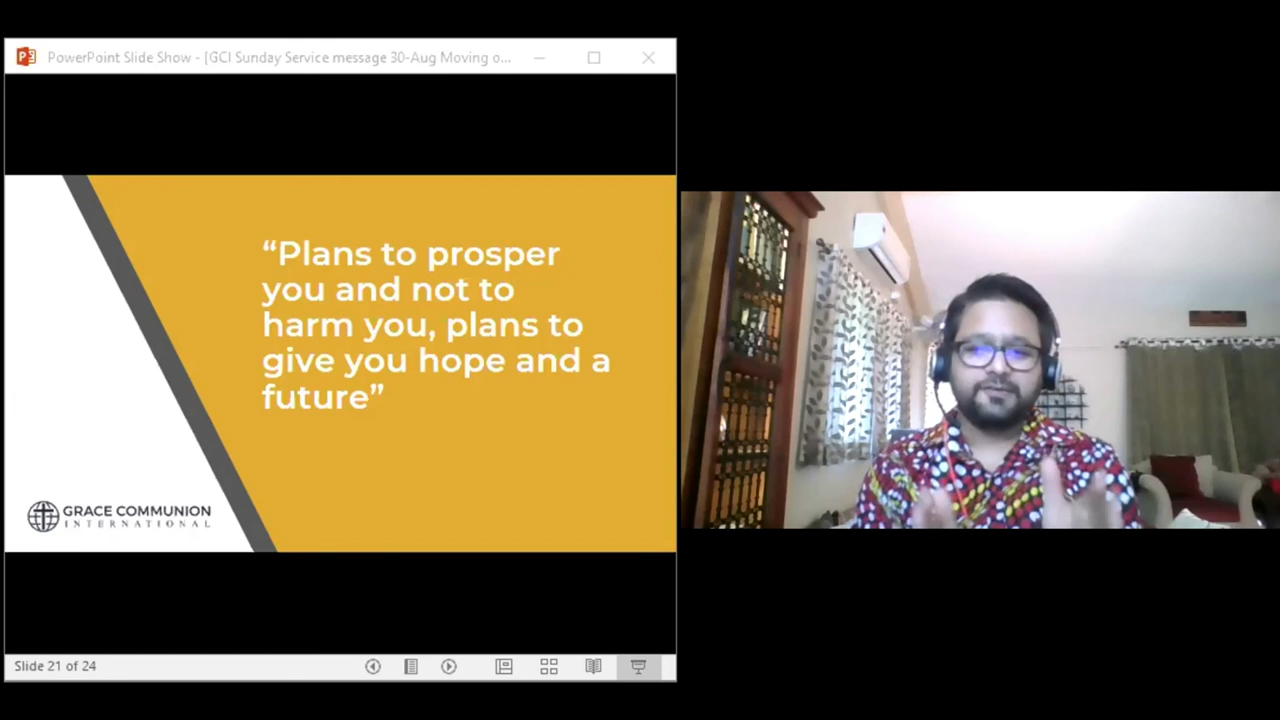 PowerPoint Slide Show - [GCI Sunday Service message 30-Aug Moving o...
“Plans to prosper
you and not to
harm you, plans to
give you hope and a
future”
GRACE COMMUNION
INTERNATIONAL
Slide 21 of 24